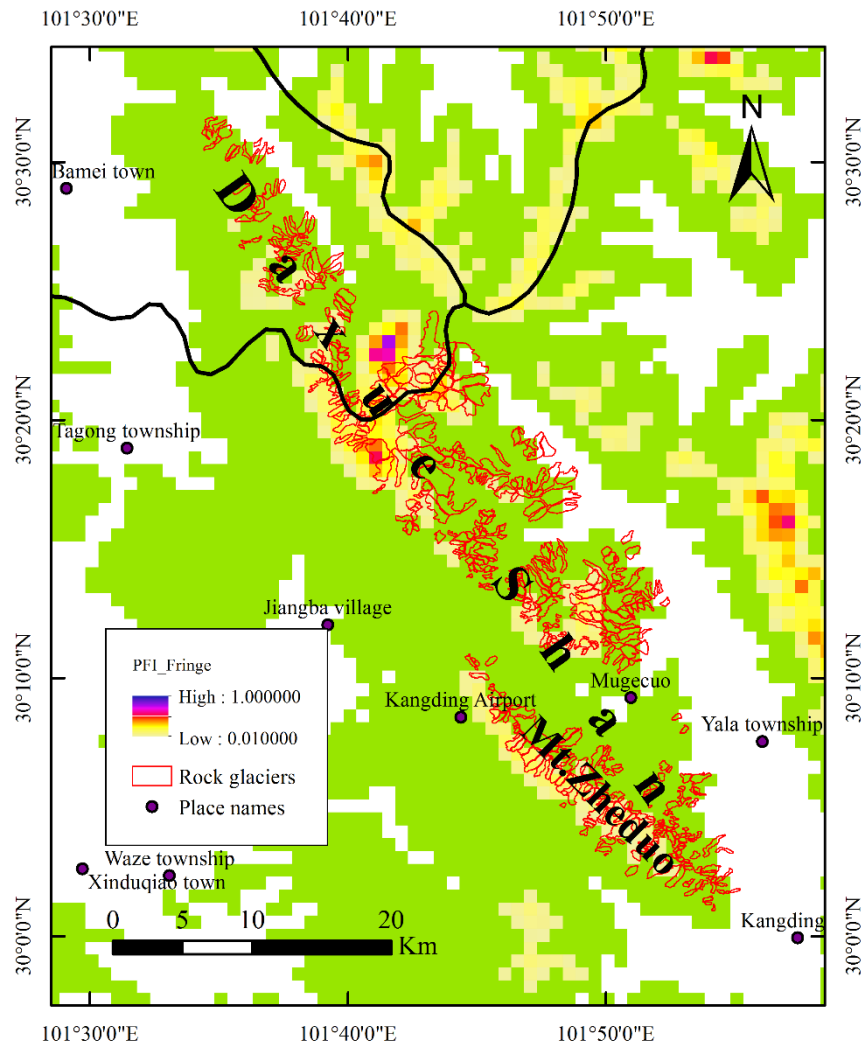 101°30'0"E 101°40'0"E 101°50'0"E
N
30°30'0"N 30°30'0"N
Bamei town
30°20'0"N 30°20'0"N
Tagong township
Daxue Shan
Jiangba village
30°10'0"N 30°10'0"N
Mugecuo
Kangding Airport
Yala township
Mt.Zheduo
PFI_Fringe
High : 1.000000
Low : 0.010000
Rock glaciers
Place names
Waze township
Xinduqiao town
Kangding
30°0'0"N 30°0'0"N
0 5 10 20
Km
101°30'0"E 101°40'0"E 101°50'0"E